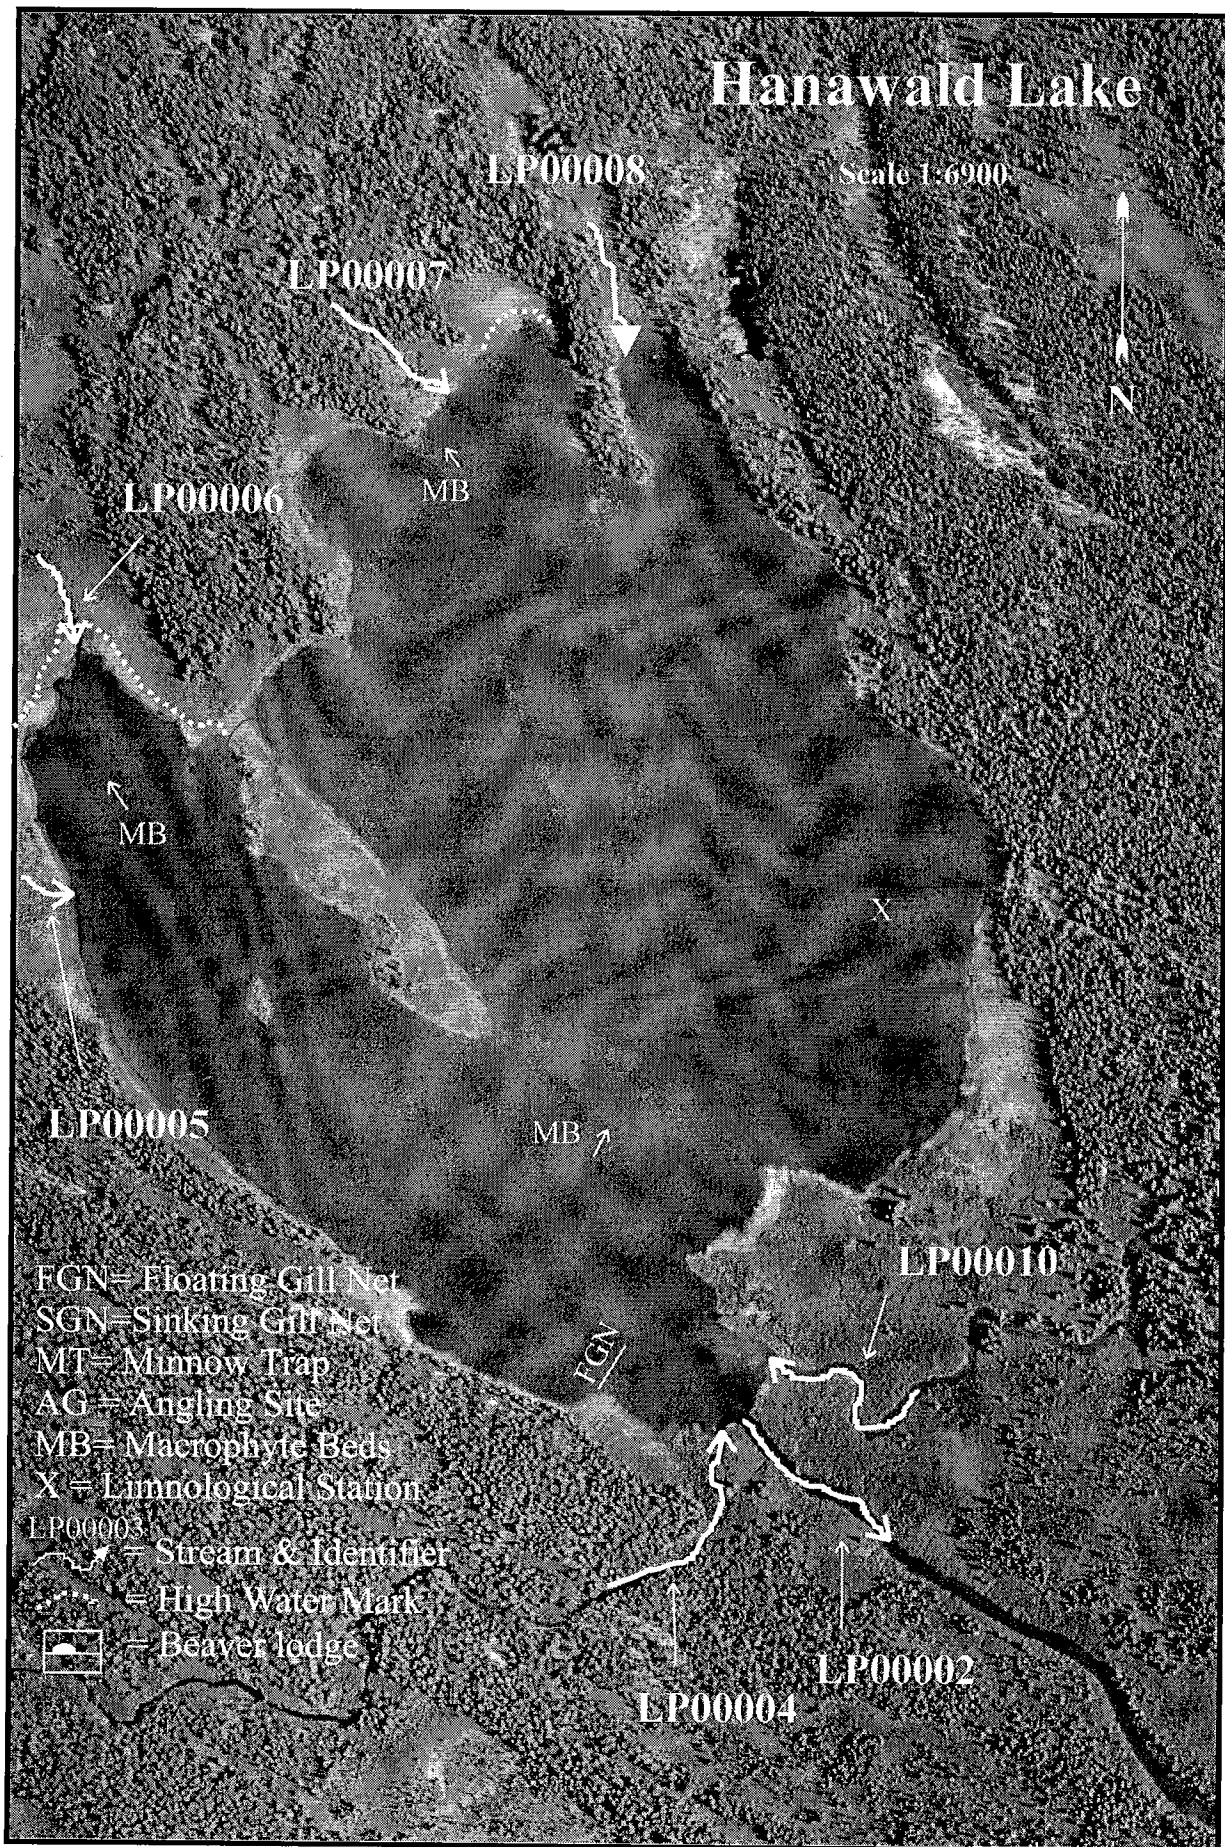 Hanawald Lake
LP00008
Scale 1:6900
LP00007
N
MB
LP00006
MB
X
LP00005
MB
LP00010
FGN= Floating Gill Net
SGN=Sinking Gill Net
FGN
MT= Minnow Trap
AG = Angling Site
MB= Macrophyte Beds
X = Limnological Station
LP00003
= Stream & Identifier
= High Water Mark
= Beaver lodge
LP00002
LP00004